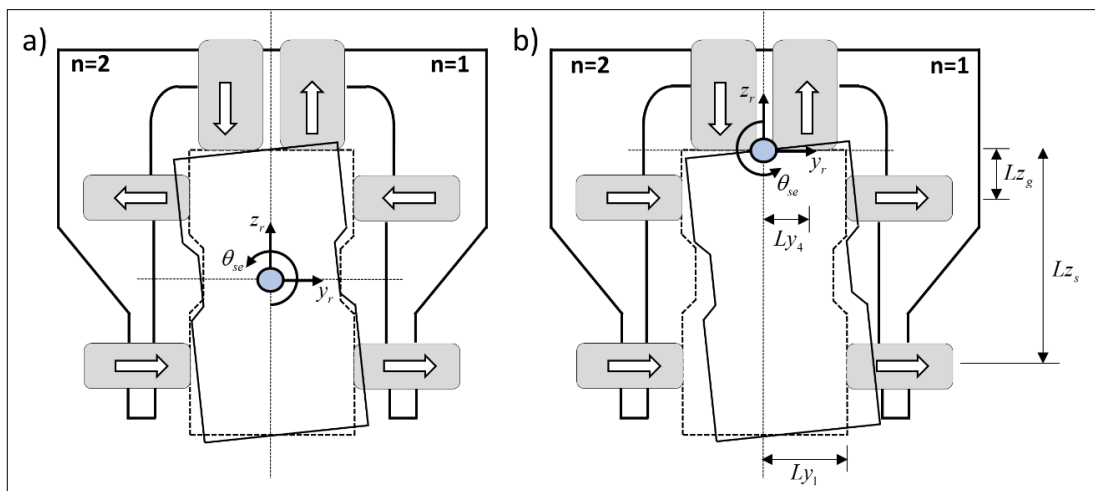 a)
n=2
n=1
z_r
θ_se
y_r
b)
n=2
n=1
z_r
y_r
θ_se
Ly_4
Lz_g
Lz_s
Ly_1